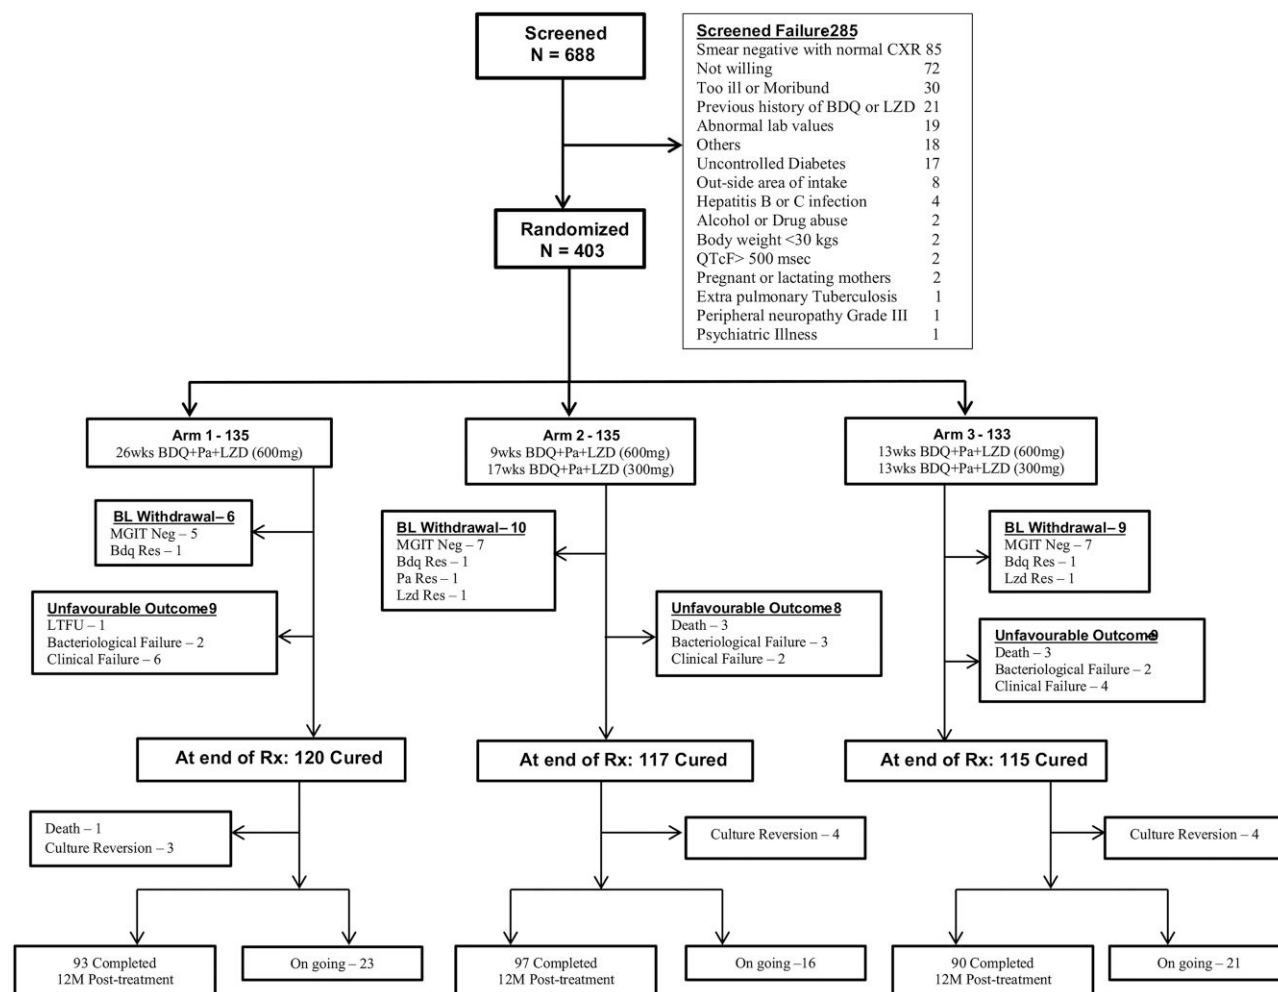 Screened
N = 688
Screened Failure285
Smear negative with normal CXR 85
Not willing 72
Too ill or Moribund 30
Previous history of BDQ or LZD 21
Abnormal lab values 19
Others 18
Uncontrolled Diabetes 17
Out-side area of intake 8
Hepatitis B or C infection 4
Alcohol or Drug abuse 2
Body weight <30 kgs 2
QTcF> 500 msec 2
Pregnant or lactating mothers 2
Extra pulmonary Tuberculosis 1
Peripheral neuropathy Grade III 1
Psychiatric Illness 1
Randomized
N = 403
Arm 1 - 135
26wks BDQ+Pa+LZD (600mg)
Arm 2 - 135
9wks BDQ+Pa+LZD (600mg)
17wks BDQ+Pa+LZD (300mg)
Arm 3 - 133
13wks BDQ+Pa+LZD (600mg)
13wks BDQ+Pa+LZD (300mg)
BL Withdrawal– 6
MGIT Neg – 5
Bdq Res – 1
BL Withdrawal– 10
MGIT Neg – 7
Bdq Res – 1
Pa Res – 1
Lzd Res – 1
BL Withdrawal– 9
MGIT Neg – 7
Bdq Res – 1
Lzd Res – 1
Unfavourable Outcome9
LTFU – 1
Bacteriological Failure – 2
Clinical Failure – 6
Unfavourable Outcome8
Death – 3
Bacteriological Failure – 3
Clinical Failure – 2
Unfavourable Outcome9
Death – 3
Bacteriological Failure – 2
Clinical Failure – 4
At end of Rx: 120 Cured
At end of Rx: 117 Cured
At end of Rx: 115 Cured
Death – 1
Culture Reversion – 3
Culture Reversion – 4
Culture Reversion – 4
93 Completed
12M Post-treatment
On going – 23
97 Completed
12M Post-treatment
On going –16
90 Completed
12M Post-treatment
On going – 21